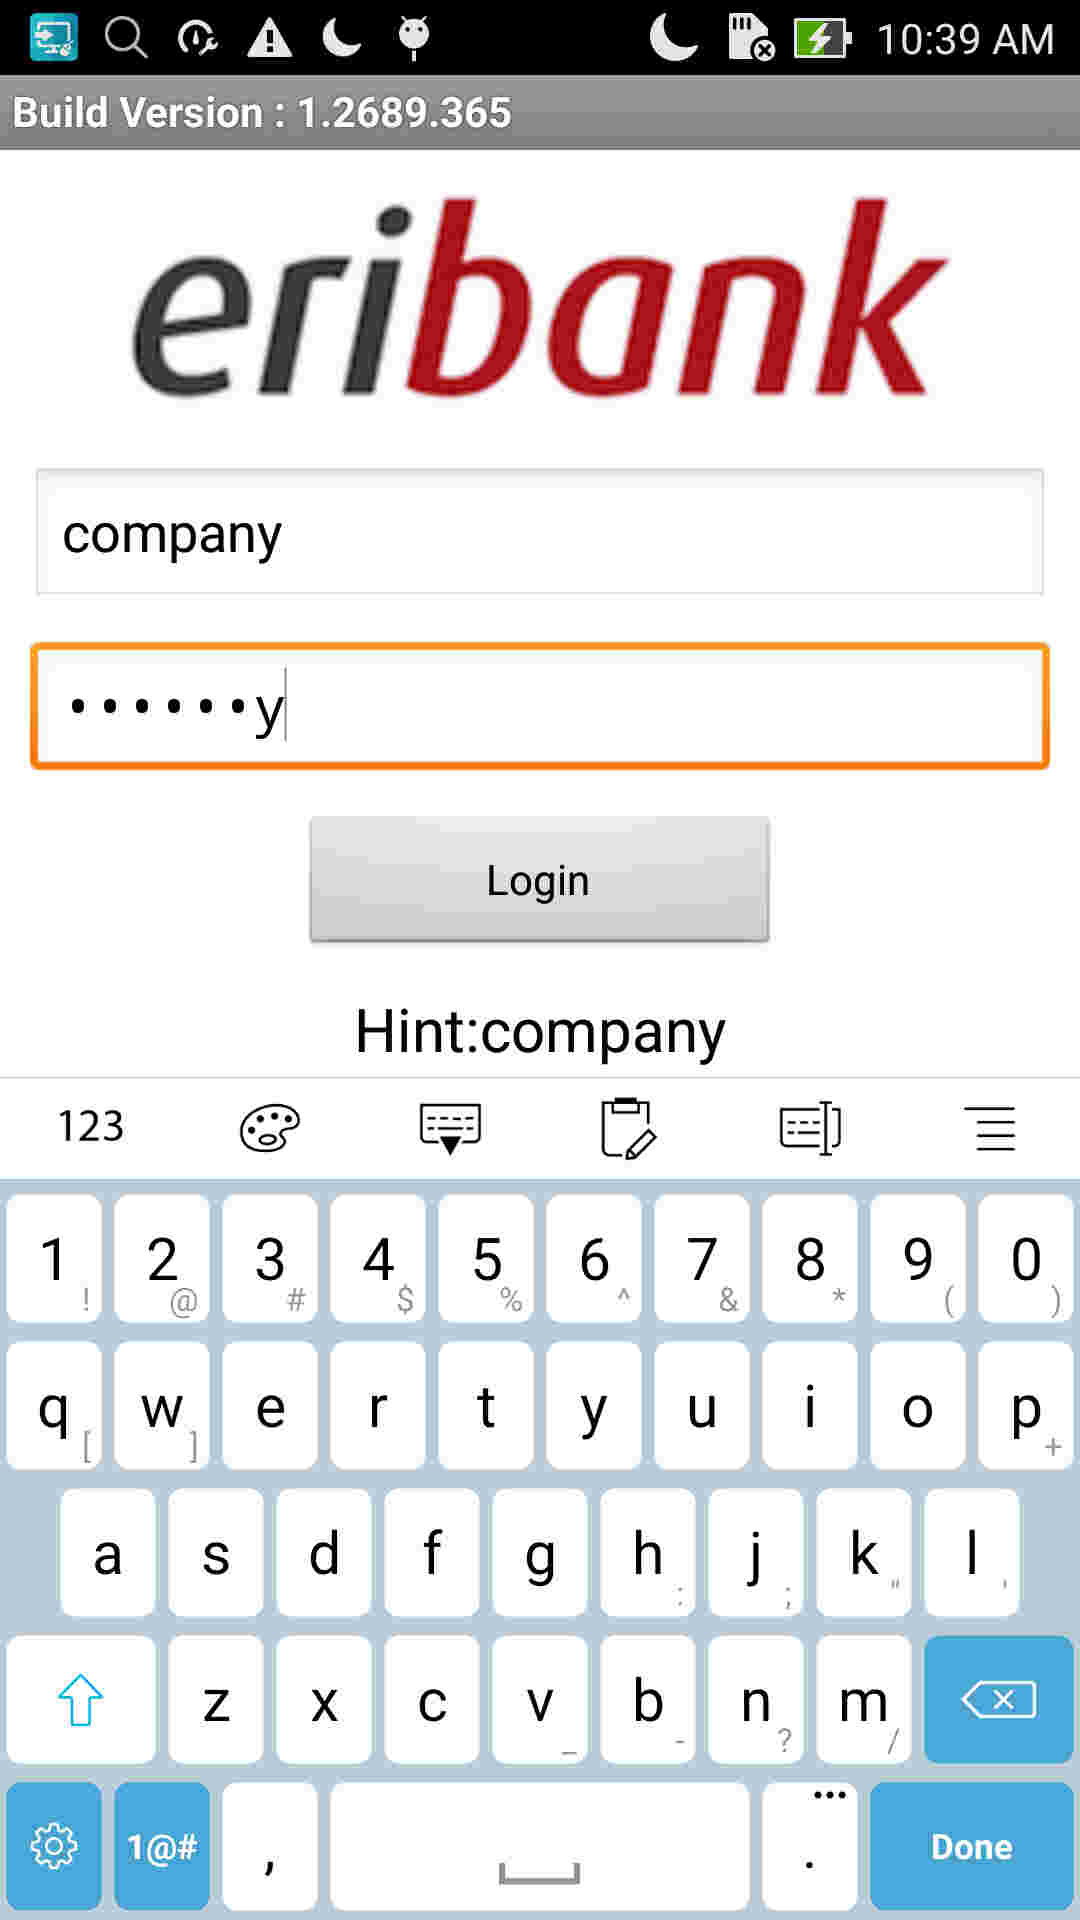 10:39 AM
Build Version : 1.2689.365
eribank
company
••••••y
Login
Hint:company
123
1 ! 2 @ 3 # 4 $ 5 % 6 ^ 7 & 8 * 9 ( 0 )
q [ w ] e r t y u i o p +
a s d f g h : j ; k " l '
z x c v _ b - n ? m /
1@# , ... . Done